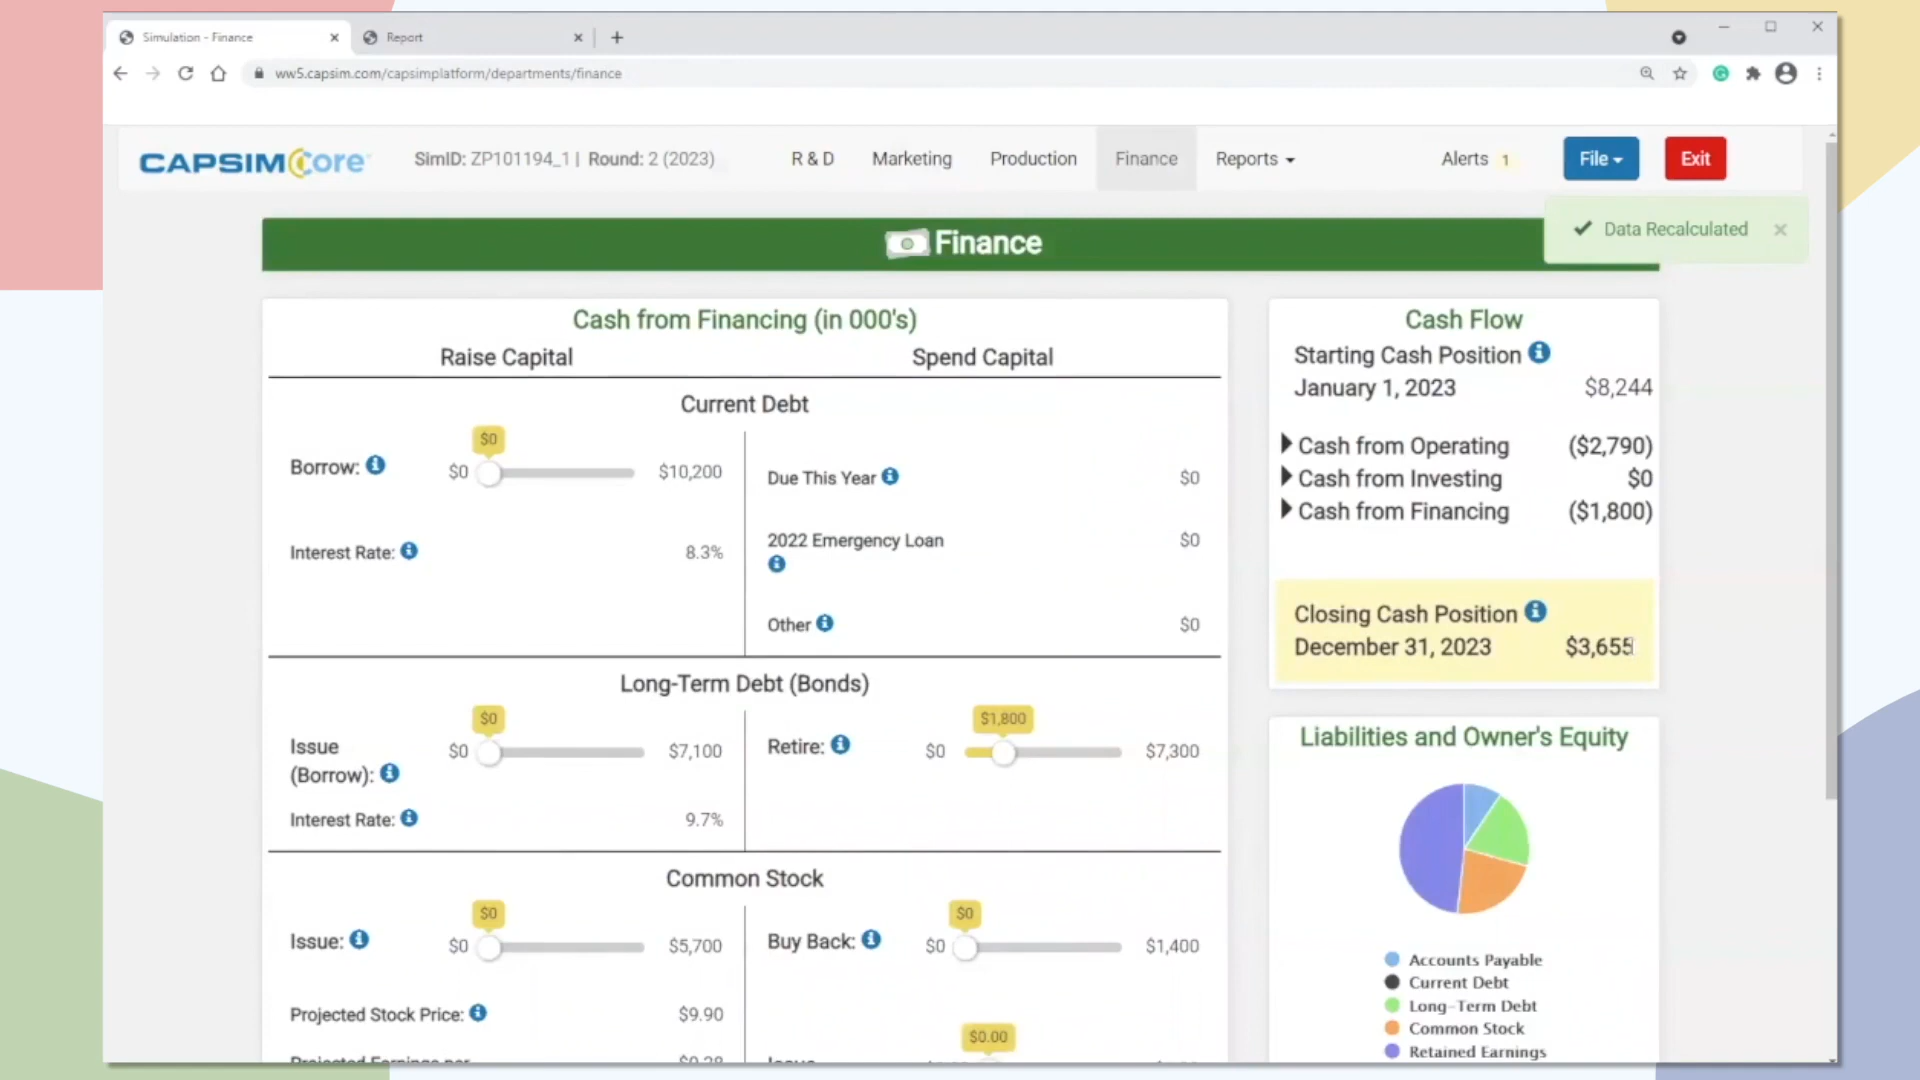 Simulation - Finance
Report
ww5.capsim.com/capsimplatform/departments/finance
CAPSIM Core
SimID: ZP101194_1 | Round: 2 (2023)
R & D
Marketing
Production
Finance
Reports
Alerts 1
File
Exit
Data Recalculated
Finance
Cash from Financing (in 000's)
Raise Capital
Spend Capital
Current Debt
$0
Borrow:
$0
$10,200
Interest Rate:
8.3%
Due This Year
$0
2022 Emergency Loan
$0
Other
$0
Long-Term Debt (Bonds)
$0
Issue
(Borrow):
$0
$7,100
Interest Rate:
9.7%
$1,800
Retire:
$0
$7,300
Common Stock
$0
Issue:
$0
$5,700
Projected Stock Price:
$9.90
$0
Buy Back:
$0
$1,400
$0.00
Cash Flow
Starting Cash Position
January 1, 2023
$8,244
Cash from Operating
($2,790)
Cash from Investing
$0
Cash from Financing
($1,800)
Closing Cash Position
December 31, 2023
$3,655
Liabilities and Owner's Equity
Accounts Payable
Current Debt
Long-Term Debt
Common Stock
Retained Earnings